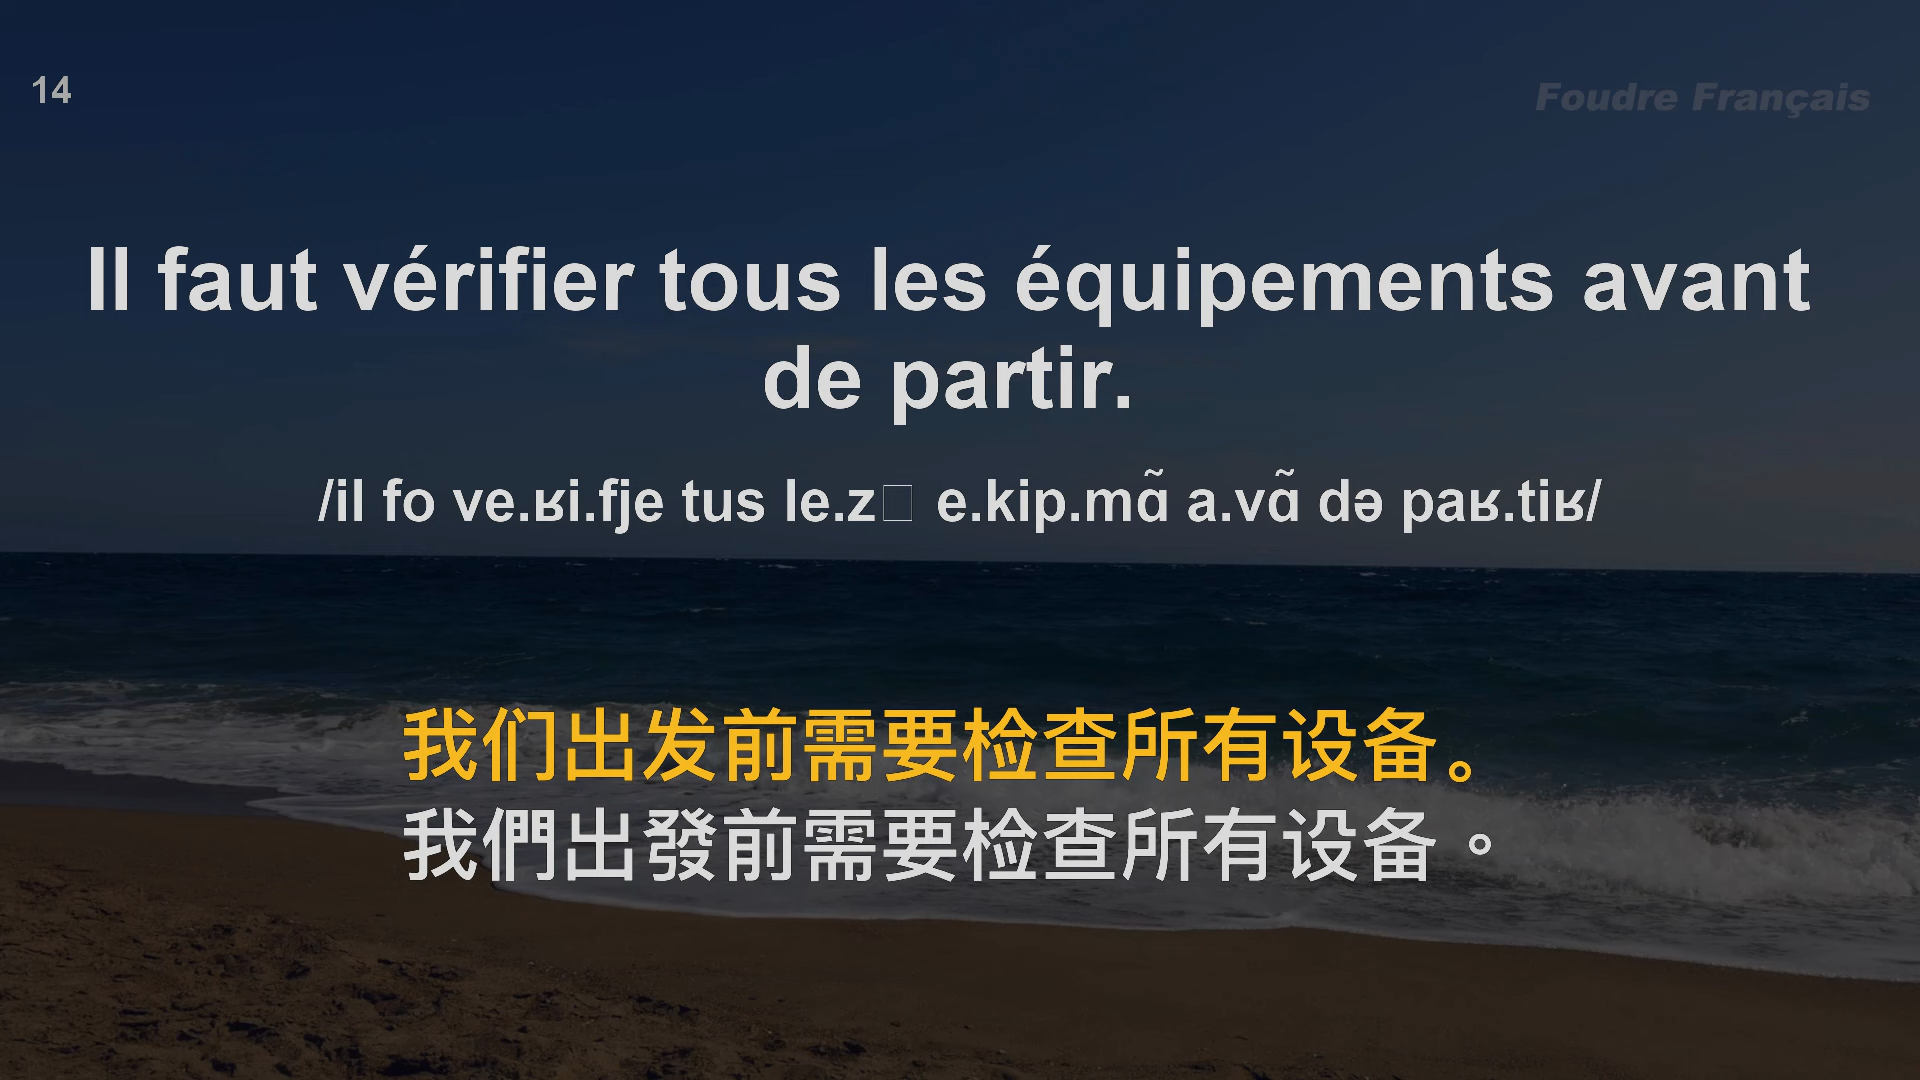 14
Foudre Français
Il faut vérifier tous les équipements avant
de partir.
/il fo ve.ʁi.fje tus le.z□ e.kip.mɑ̃ a.vɑ̃ də paʁ.tiʁ/
我们出发前需要检查所有设备。
我們出發前需要检查所有设备。